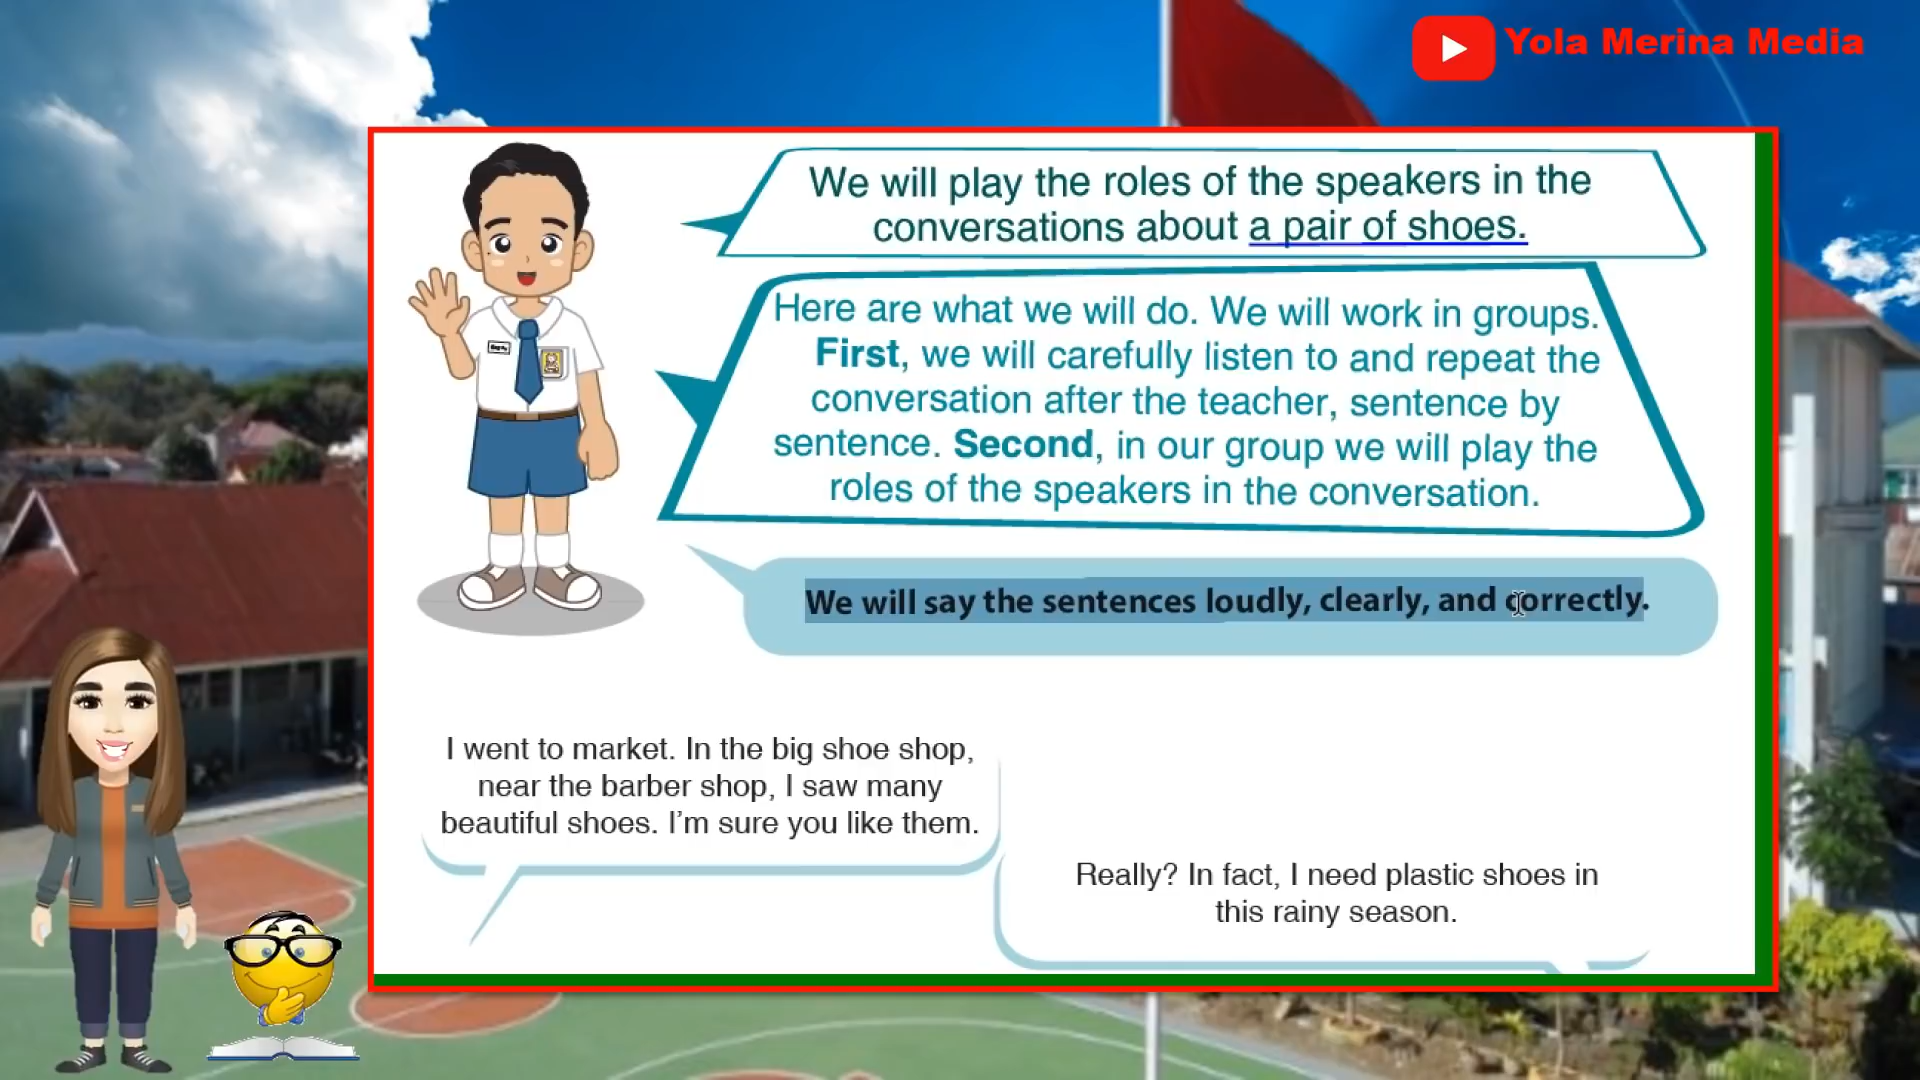 Yola Merina Media
We will play the roles of the speakers in the
conversations about a pair of shoes.
Here are what we will do. We will work in groups.
First, we will carefully listen to and repeat the
conversation after the teacher, sentence by
sentence. Second, in our group we will play the
roles of the speakers in the conversation.
We will say the sentences loudly, clearly, and correctly.
I went to market. In the big shoe shop,
near the barber shop, I saw many
beautiful shoes. I'm sure you like them.
Really? In fact, I need plastic shoes in
this rainy season.